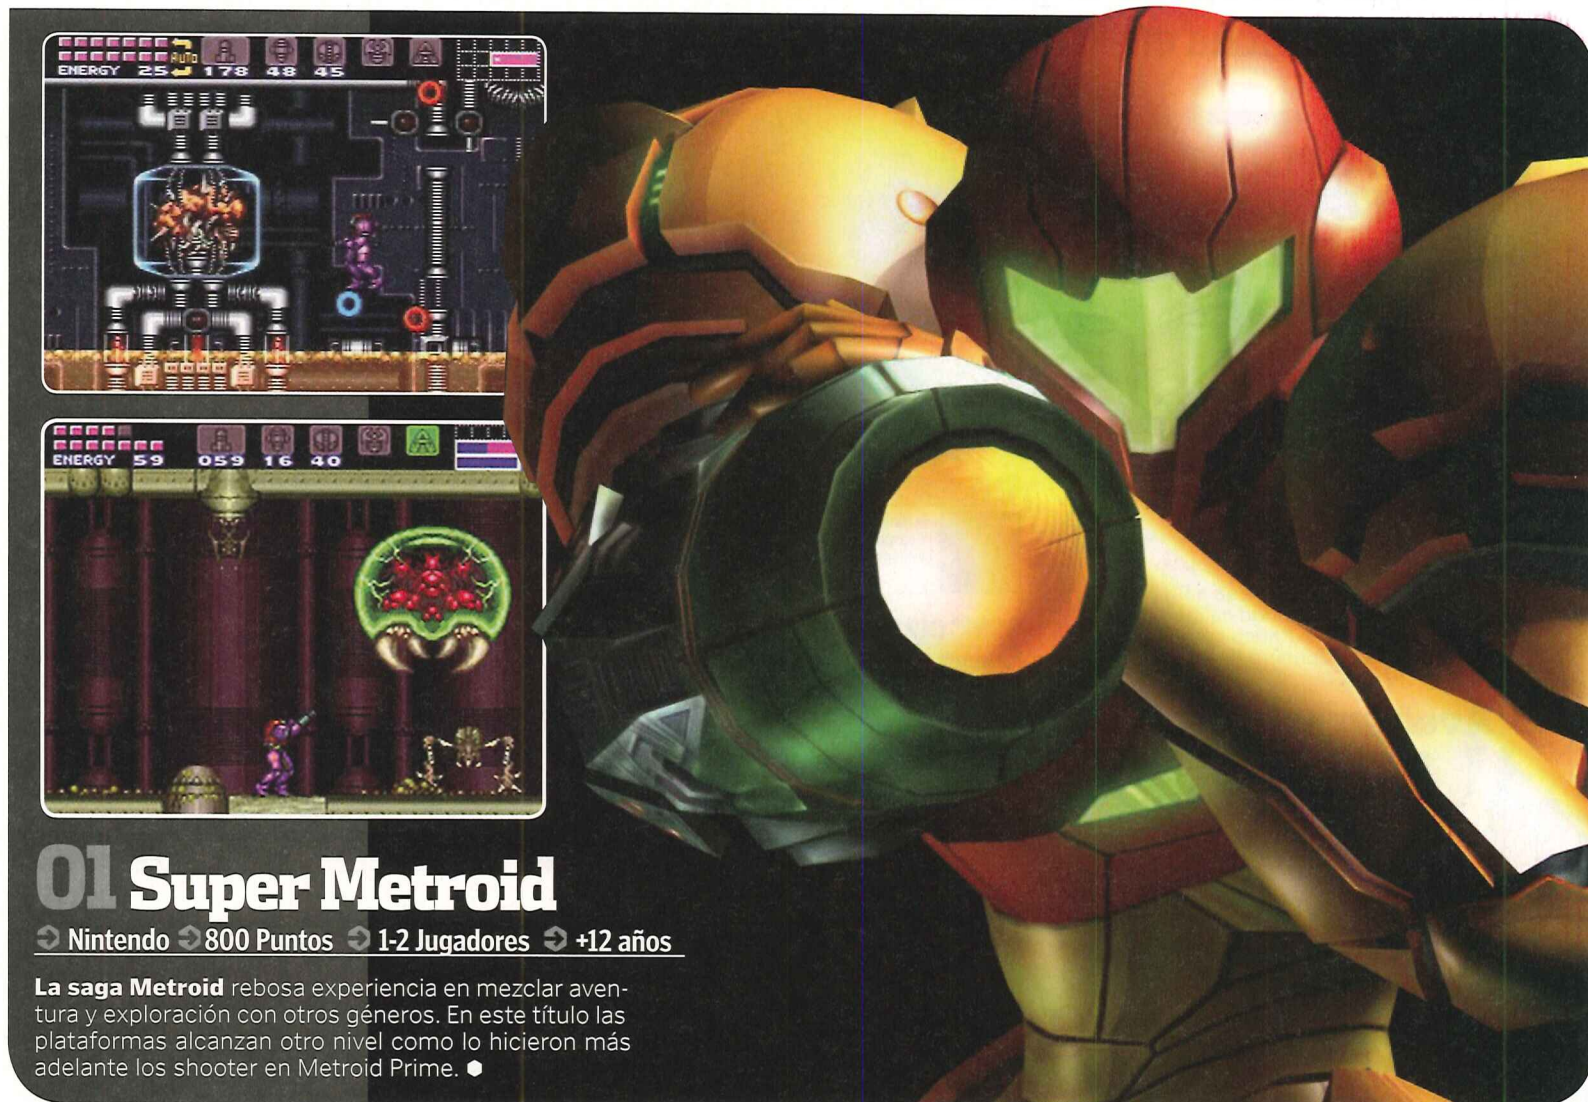 AUTO
ENERGY 25 178 48 45
ENERGY 59 059 16 40
01 Super Metroid
Nintendo 800 Puntos 1-2 Jugadores +12 años
La saga Metroid rebosa experiencia en mezclar aven-
tura y exploración con otros géneros. En este título las
plataformas alcanzan otro nivel como lo hicieron más
adelante los shooter en Metroid Prime.